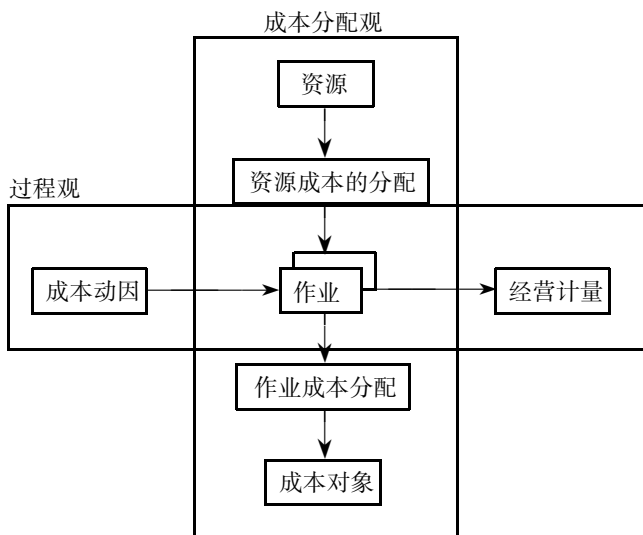 成本分配观
资源
资源成本的分配
过程观
成本动因
作业
经营计量
作业成本分配
成本对象